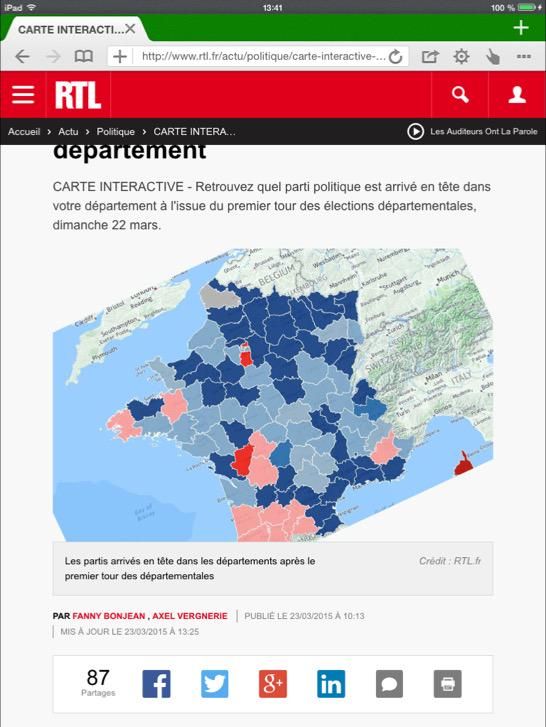 iPad 13:41 100 %
CARTE INTERACTI... X +
http://www.rtl.fr/actu/politique/carte-interactive-...
RTL
Accueil > Actu > Politique > CARTE INTERA... Les Auditeurs Ont La Parole
département
CARTE INTERACTIVE - Retrouvez quel parti politique est arrivé en tête dans
votre département à l'issue du premier tour des élections départementales,
dimanche 22 mars.
BELGIUM
Cardiff
Bristol
Reading
Southampton
Plymouth
Nuremberg
Karlsruhe
Stuttgart
Augsburg
Munich
Freiburg
Zurich
SWITZERLAND
Milan
ITALY
Bay of
Biscay
Les partis arrivés en tête dans les départements après le
premier tour des départementales
Crédit : RTL.fr
PAR FANNY BONJEAN , AXEL VERGNERIE | PUBLIÉ LE 23/03/2015 À 10:13
| MIS À JOUR LE 23/03/2015 À 13:25
87
Partages